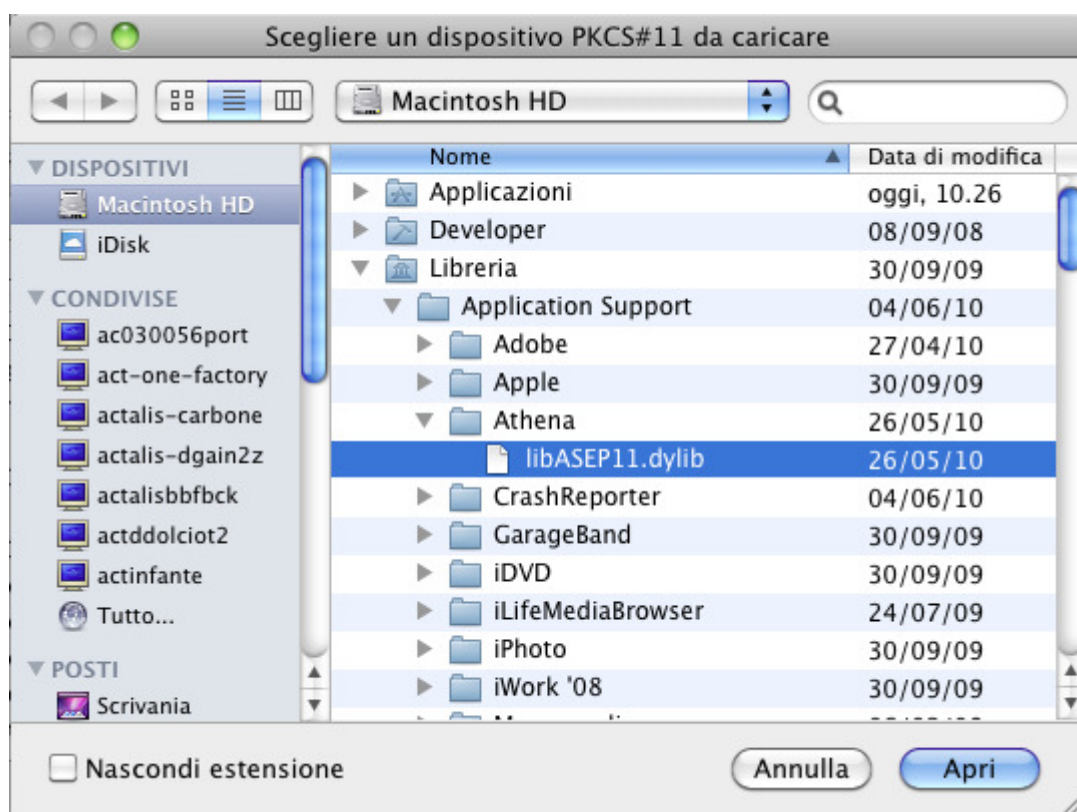 Scegliere un dispositivo PKCS#11 da caricare
Macintosh HD
DISPOSITIVI
Macintosh HD
iDisk
CONDIVISE
ac030056port
act-one-factory
actalis-carbone
actalis-dgain2z
actalisbbfbck
actddolciot2
actinfante
Tutto...
POSTI
Scrivania
Nome Data di modifica
Applicazioni oggi, 10.26
Developer 08/09/08
Libreria 30/09/09
Application Support 04/06/10
Adobe 27/04/10
Apple 30/09/09
Athena 26/05/10
libASEP11.dylib 26/05/10
CrashReporter 04/06/10
GarageBand 30/09/09
iDVD 30/09/09
iLifeMediaBrowser 24/07/09
iPhoto 30/09/09
iWork '08 30/09/09
Nascondi estensione
Annulla
Apri